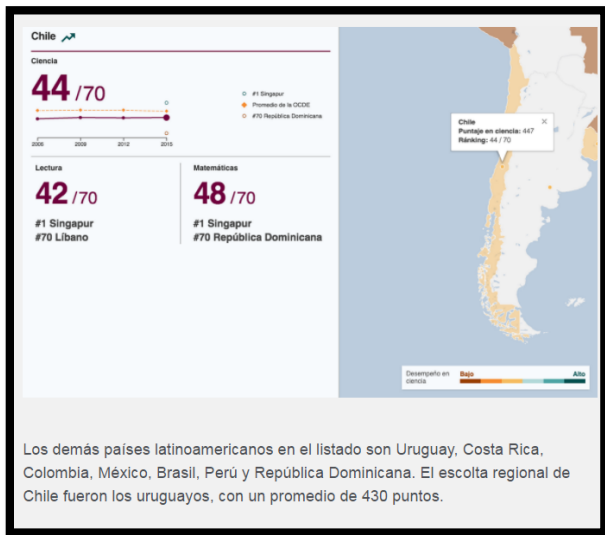 Chile
Ciencia
44 /70
#1 Singapur
Promedio de la OCDE
#70 República Dominicana
2006 2009 2012 2015
Lectura
42 /70
#1 Singapur
#70 Líbano
Matemáticas
48 /70
#1 Singapur
#70 República Dominicana
Chile
Puntaje en ciencia: 447
Ránking: 44 / 70
Desempeño en
ciencia
Bajo
Alto
Los demás países latinoamericanos en el listado son Uruguay, Costa Rica,
Colombia, México, Brasil, Perú y República Dominicana. El escolta regional de
Chile fueron los uruguayos, con un promedio de 430 puntos.